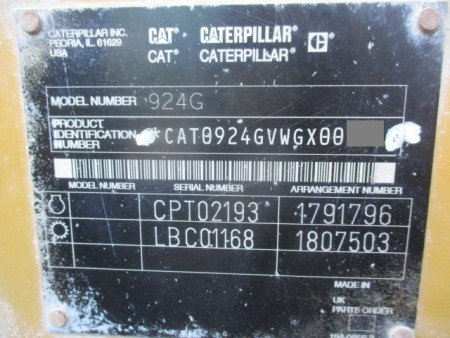 CATERPILLAR INC.
PEORIA, IL. 61629
USA
CAT CATERPILLAR
CAT CATERPILLAR
MODEL NUMBER 924G
PRODUCT
IDENTIFICATION
NUMBER *CAT0924GVWGX00
MODEL NUMBER SERIAL NUMBER ARRANGEMENT NUMBER
CPT02193 1791796
LBC01168 1807503
MADE IN
UK
PARTS ORDER